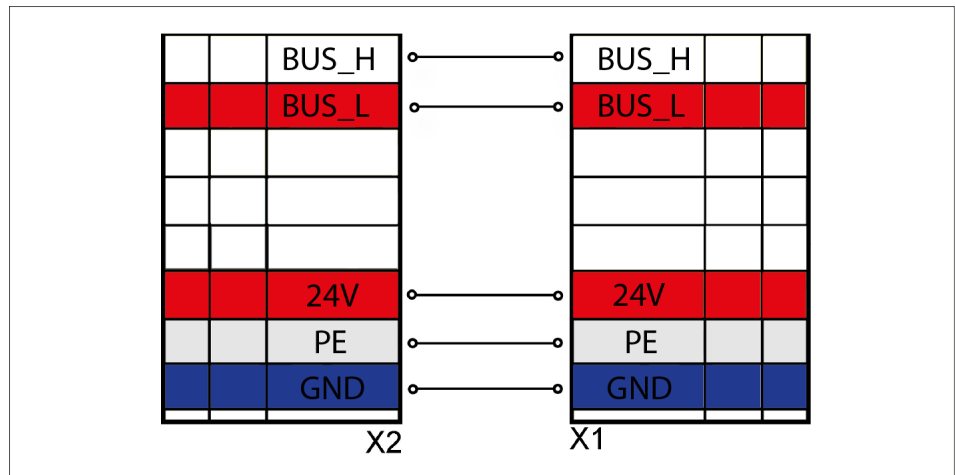 BUS_H BUS_H
BUS_L BUS_L
24V 24V
PE PE
GND GND
X2 X1